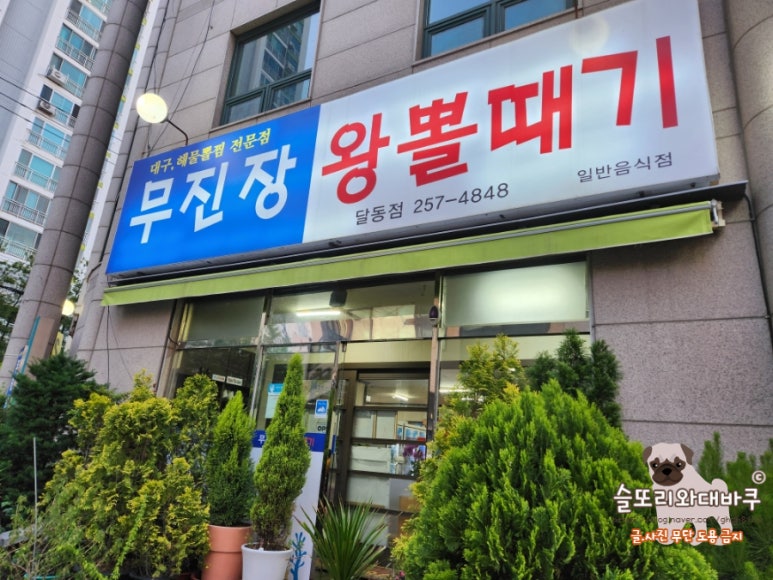 대구, 해물뽈찜 전문점
무진장
왕뽈때기
달동점 257-4848
일반음식점
슬또리와대바쿠
©
글.사진 무단 도용 금지